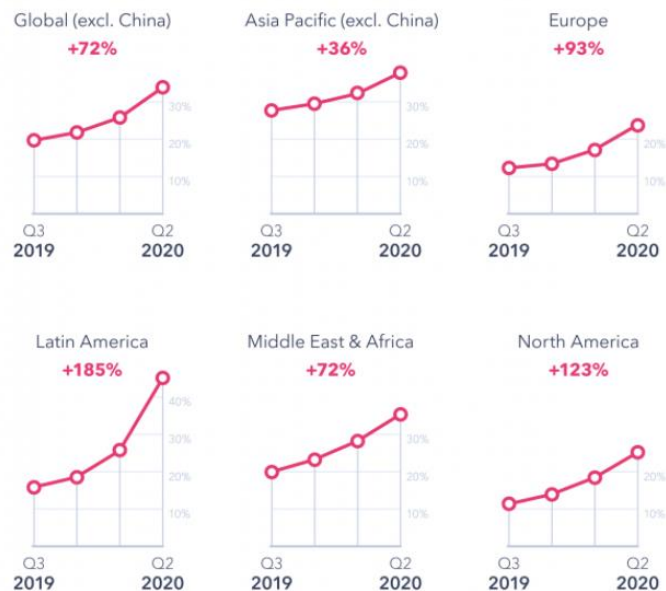 Global (excl. China)
+72%
30%
20%
10%
Q3 Q2
2019 2020
Asia Pacific (excl. China)
+36%
30%
20%
10%
Q3 Q2
2019 2020
Europe
+93%
20%
10%
Q3 Q2
2019 2020
Latin America
+185%
40%
30%
20%
10%
Q3 Q2
2019 2020
Middle East & Africa
+72%
30%
20%
10%
Q3 Q2
2019 2020
North America
+123%
20%
10%
Q3 Q2
2019 2020